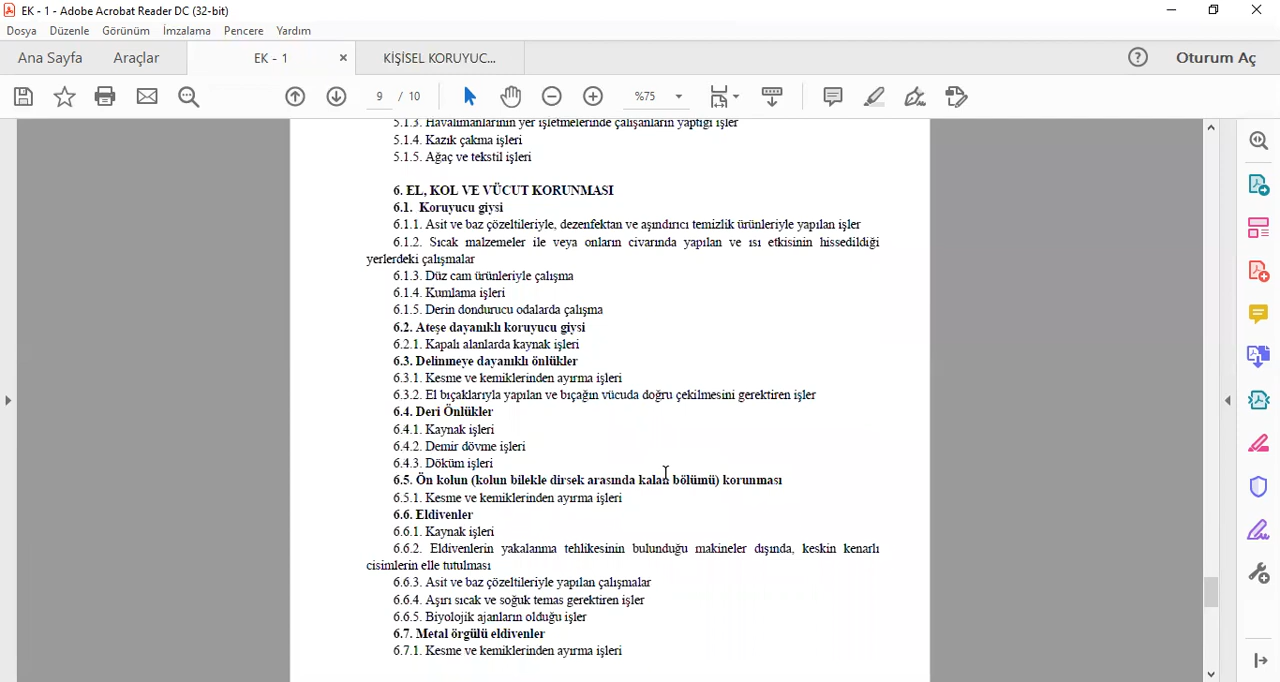 EK - 1 - Adobe Acrobat Reader DC (32-bit)
Dosya Düzenle Görünüm İmzalama Pencere Yardım
Ana Sayfa Araçlar EK - 1 KİŞİSEL KORUYUC... Oturum Aç
9 / 10 %75
5.1.3. Havalimanlarının yer işletmelerinde çalışanların yaptığı işler
5.1.4. Kazık çakma işleri
5.1.5. Ağaç ve tekstil işleri
6. EL, KOL VE VÜCUT KORUNMASI
6.1. Koruyucu giysi
6.1.1. Asit ve baz çözeltileriyle, dezenfektan ve aşındırıcı temizlik ürünleriyle yapılan işler
6.1.2. Sıcak malzemeler ile veya onların civarında yapılan ve ısı etkisinin hissedildiği
yerlerdeki çalışmalar
6.1.3. Düz cam ürünleriyle çalışma
6.1.4. Kumlama işleri
6.1.5. Derin dondurucu odalarda çalışma
6.2. Ateşe dayanıklı koruyucu giysi
6.2.1. Kapalı alanlarda kaynak işleri
6.3. Delinmeye dayanıklı önlükler
6.3.1. Kesme ve kemiklerinden ayırma işleri
6.3.2. El bıçaklarıyla yapılan ve bıçağın vücuda doğru çekilmesini gerektiren işler
6.4. Deri Önlükler
6.4.1. Kaynak işleri
6.4.2. Demir dövme işleri
6.4.3. Döküm işleri
6.5. Ön kolun (kolun bilekle dirsek arasında kalan bölümü) korunması
6.5.1. Kesme ve kemiklerinden ayırma işleri
6.6. Eldivenler
6.6.1. Kaynak işleri
6.6.2. Eldivenlerin yakalanma tehlikesinin bulunduğu makineler dışında, keskin kenarlı
cisimlerin elle tutulması
6.6.3. Asit ve baz çözeltileriyle yapılan çalışmalar
6.6.4. Aşırı sıcak ve soğuk temas gerektiren işler
6.6.5. Biyolojik ajanların olduğu işler
6.7. Metal örgülü eldivenler
6.7.1. Kesme ve kemiklerinden ayırma işleri